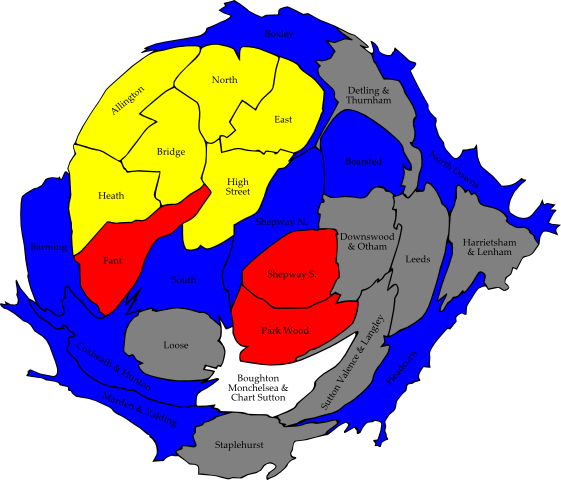 Boxley
North
Detling &
Thurnham
Allington
East
Bridge
Bearsted
North Downs
High
Street
Heath
Shepway N.
Downswood
& Otham
Harrietsham
& Lenham
Barming
Fant
Leeds
Shepway S.
South
Park Wood
Loose
Sutton Valence & Langley
Coxheath & Hunton
Headcorn
Boughton
Monchelsea &
Chart Sutton
Marden & Yalding
Staplehurst